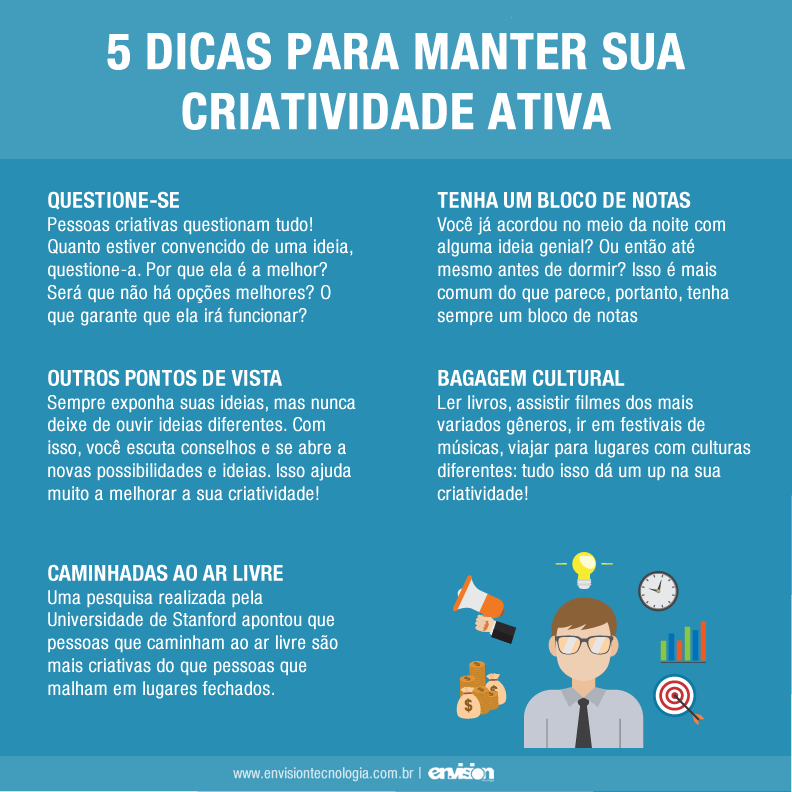 5 DICAS PARA MANTER SUA
CRIATIVIDADE ATIVA
QUESTIONE-SE
Pessoas criativas questionam tudo!
Quanto estiver convencido de uma ideia,
questione-a. Por que ela é a melhor?
Será que não há opções melhores? O
que garante que ela irá funcionar?
TENHA UM BLOCO DE NOTAS
Você já acordou no meio da noite com
alguma ideia genial? Ou então até
mesmo antes de dormir? Isso é mais
comum do que parece, portanto, tenha
sempre um bloco de notas
OUTROS PONTOS DE VISTA
Sempre exponha suas ideias, mas nunca
deixe de ouvir ideias diferentes. Com
isso, você escuta conselhos e se abre a
novas possibilidades e ideias. Isso ajuda
muito a melhorar a sua criatividade!
BAGAGEM CULTURAL
Ler livros, assistir filmes dos mais
variados gêneros, ir em festivais de
músicas, viajar para lugares com culturas
diferentes: tudo isso dá um up na sua
criatividade!
CAMINHADAS AO AR LIVRE
Uma pesquisa realizada pela
Universidade de Stanford apontou que
pessoas que caminham ao ar livre são
mais criativas do que pessoas que
malham em lugares fechados.
$ $
www.envisiontecnologia.com.br | envision